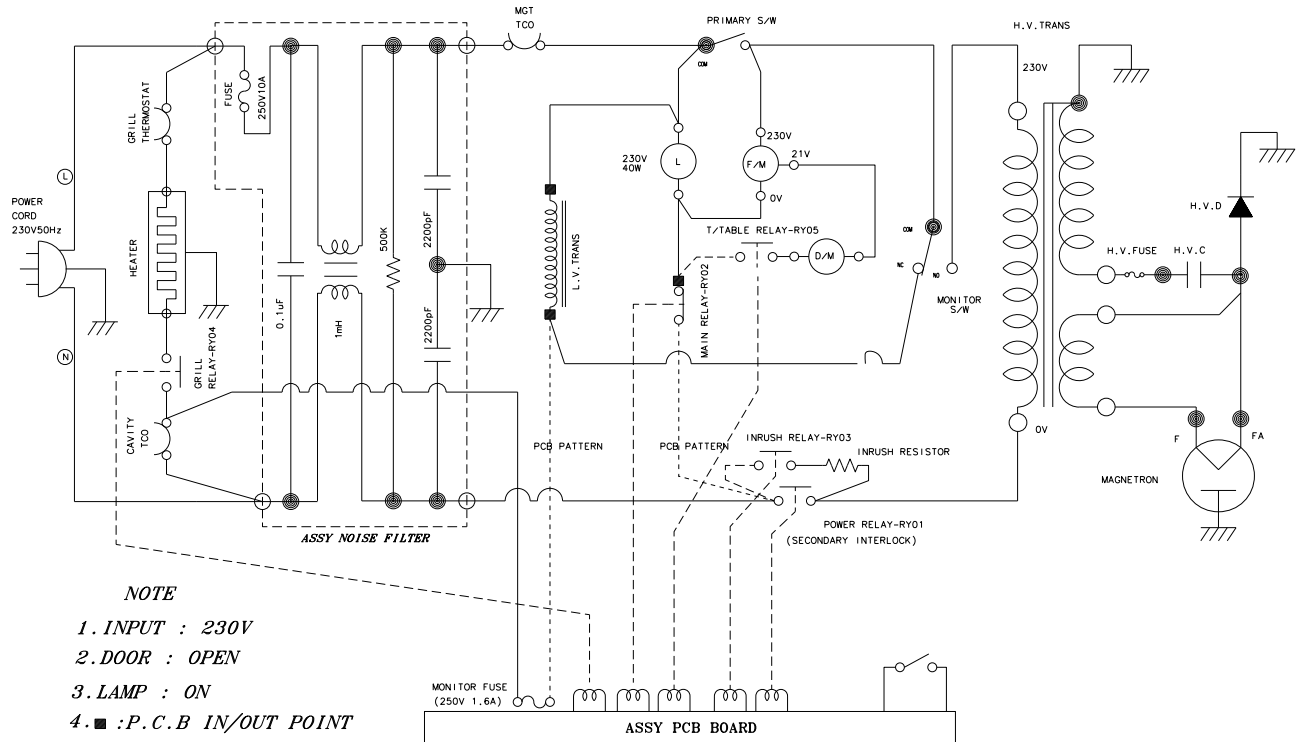 MGT
TCO
PRIMARY S/W
H.V.TRANS
COM
230V
FUSE
250V10A
GRILL
THERMOSTAT
230V
40W
L
230V
F/M
21V
0V
L
POWER
CORD
230V50Hz
HEATER
500K
2200pF
L.V.TRANS
T/TABLE RELAY-RY05
D/M
COM
NC
NO
MONITOR
S/W
H.V.D
H.V.FUSE
H.V.C
0.1uF
1mH
2200pF
MAIN RELAY-RY02
N
GRILL
RELAY-RY04
CAVITY
TCO
PCB PATTERN
PCB PATTERN
INRUSH RELAY-RY03
INRUSH RESISTOR
0V
F
FA
MAGNETRON
POWER RELAY-RY01
(SECONDARY INTERLOCK)
ASSY NOISE FILTER
NOTE
1.INPUT : 230V
2.DOOR : OPEN
3.LAMP : ON
4.■ :P.C.B IN/OUT POINT
MONITOR FUSE
(250V 1.6A)
ASSY PCB BOARD